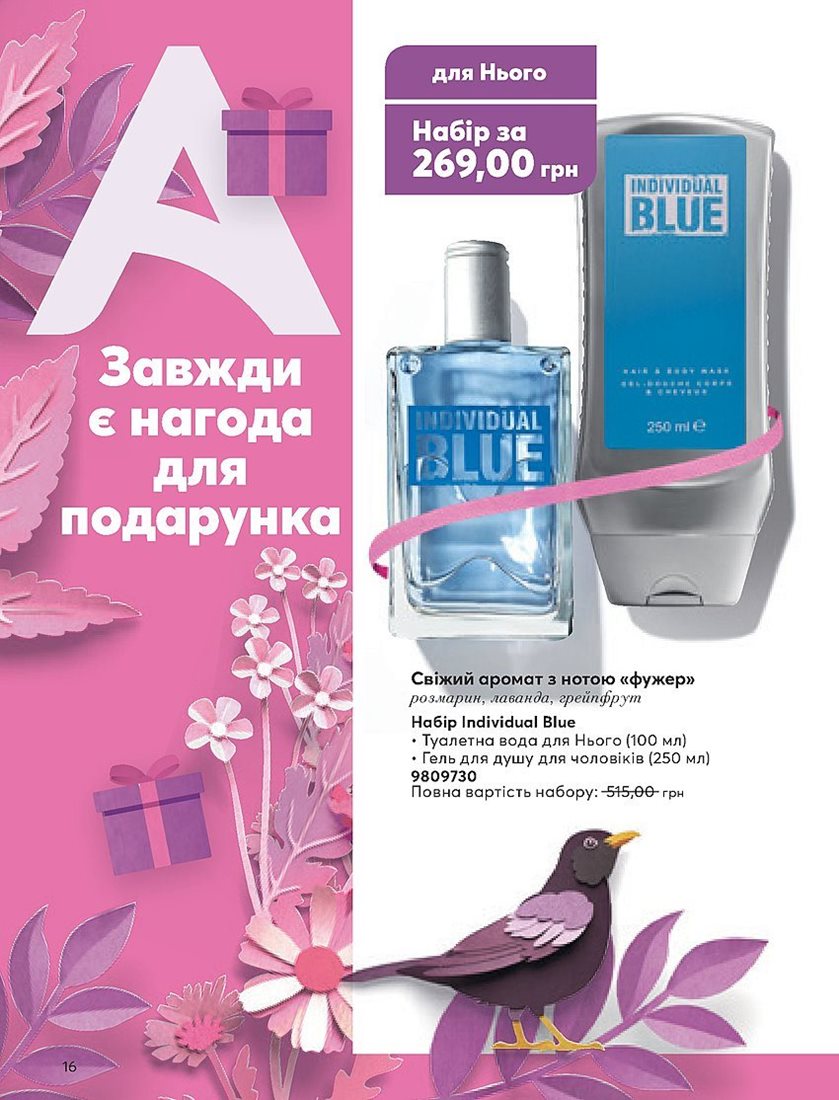 А
Завжди
є нагода
для
подарунка
для Нього
Набір за
269,00 грн
INDIVIDUAL
BLUE
HAIR & BODY WASH
GEL-DOUCHE CORPS
& CHEVEUX
250 ml e
INDIVIDUAL
BLUE
Свіжий аромат з нотою «фужер»
розмарин, лаванда, грейпфрут
Набір Individual Blue
• Туалетна вода для Нього (100 мл)
• Гель для душу для чоловіків (250 мл)
9809730
Повна вартість набору: 515,00 грн
16